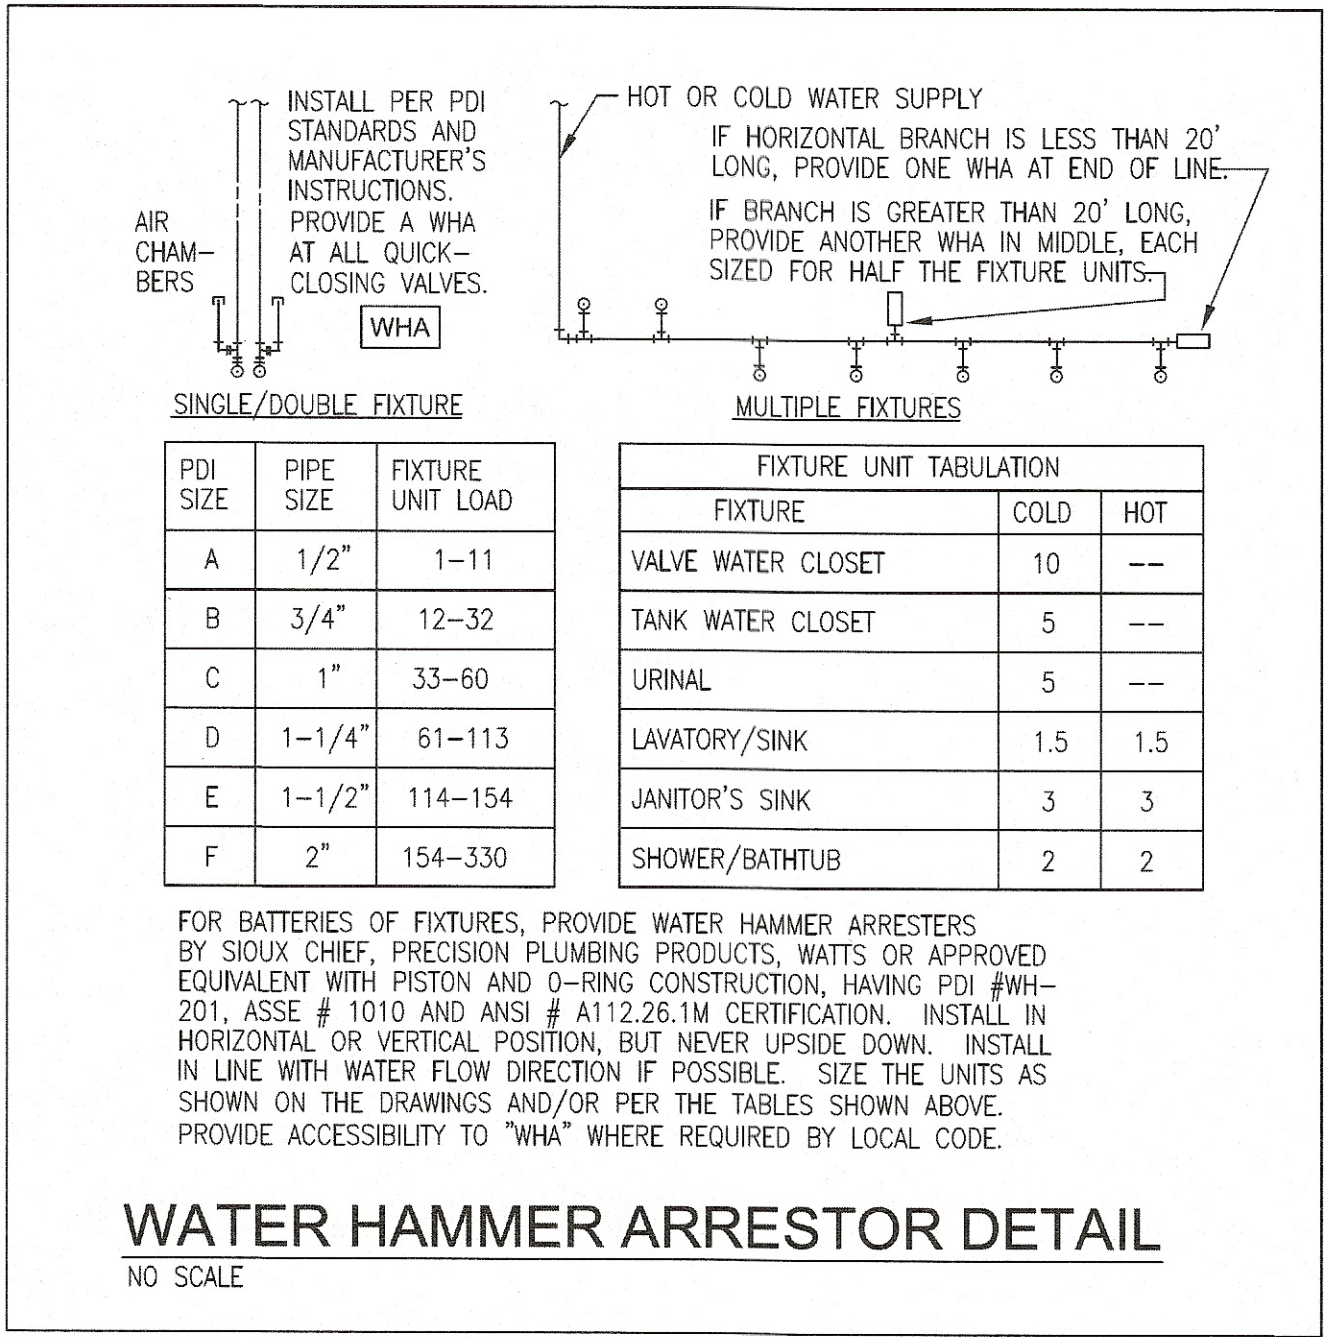 INSTALL PER PDI
STANDARDS AND
MANUFACTURER'S
INSTRUCTIONS.
PROVIDE A WHA
AT ALL QUICK-
CLOSING VALVES.
AIR
CHAM-
BERS
WHA
SINGLE/DOUBLE FIXTURE
HOT OR COLD WATER SUPPLY
IF HORIZONTAL BRANCH IS LESS THAN 20'
LONG, PROVIDE ONE WHA AT END OF LINE.
IF BRANCH IS GREATER THAN 20' LONG,
PROVIDE ANOTHER WHA IN MIDDLE, EACH
SIZED FOR HALF THE FIXTURE UNITS.
MULTIPLE FIXTURES
PDI SIZE PIPE SIZE FIXTURE UNIT LOAD
A 1/2" 1-11
B 3/4" 12-32
C 1" 33-60
D 1-1/4" 61-113
E 1-1/2" 114-154
F 2" 154-330
FIXTURE UNIT TABULATION
FIXTURE COLD HOT
VALVE WATER CLOSET 10 --
TANK WATER CLOSET 5 --
URINAL 5 --
LAVATORY/SINK 1.5 1.5
JANITOR'S SINK 3 3
SHOWER/BATHTUB 2 2
FOR BATTERIES OF FIXTURES, PROVIDE WATER HAMMER ARRESTERS
BY SIOUX CHIEF, PRECISION PLUMBING PRODUCTS, WATTS OR APPROVED
EQUIVALENT WITH PISTON AND O-RING CONSTRUCTION, HAVING PDI #WH-
201, ASSE # 1010 AND ANSI # A112.26.1M CERTIFICATION. INSTALL IN
HORIZONTAL OR VERTICAL POSITION, BUT NEVER UPSIDE DOWN. INSTALL
IN LINE WITH WATER FLOW DIRECTION IF POSSIBLE. SIZE THE UNITS AS
SHOWN ON THE DRAWINGS AND/OR PER THE TABLES SHOWN ABOVE.
PROVIDE ACCESSIBILITY TO "WHA" WHERE REQUIRED BY LOCAL CODE.
WATER HAMMER ARRESTOR DETAIL
NO SCALE